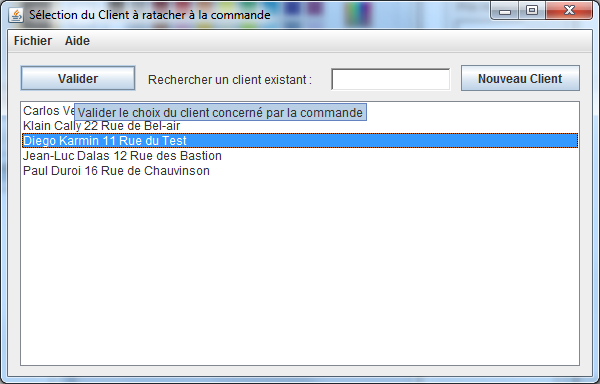 Sélection du Client à ratacher à la commande
Fichier Aide
Valider Rechercher un client existant : Nouveau Client
Carlos
Valider le choix du client concerné par la commande
Klain Cally 22 Rue de Bel-air
Diego Karmin 11 Rue du Test
Jean-Luc Dalas 12 Rue des Bastion
Paul Duroi 16 Rue de Chauvinson